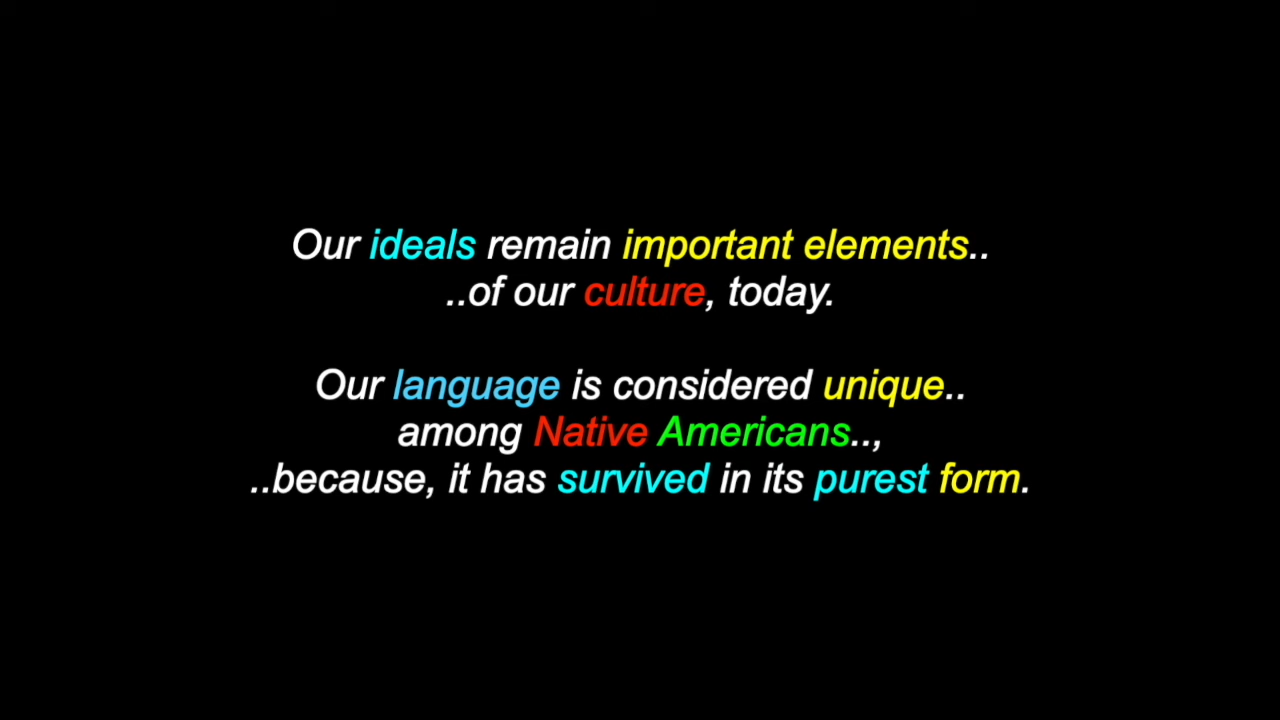 Our ideals remain important elements..
..of our culture, today.
Our language is considered unique..
among Native Americans..,
..because, it has survived in its purest form.